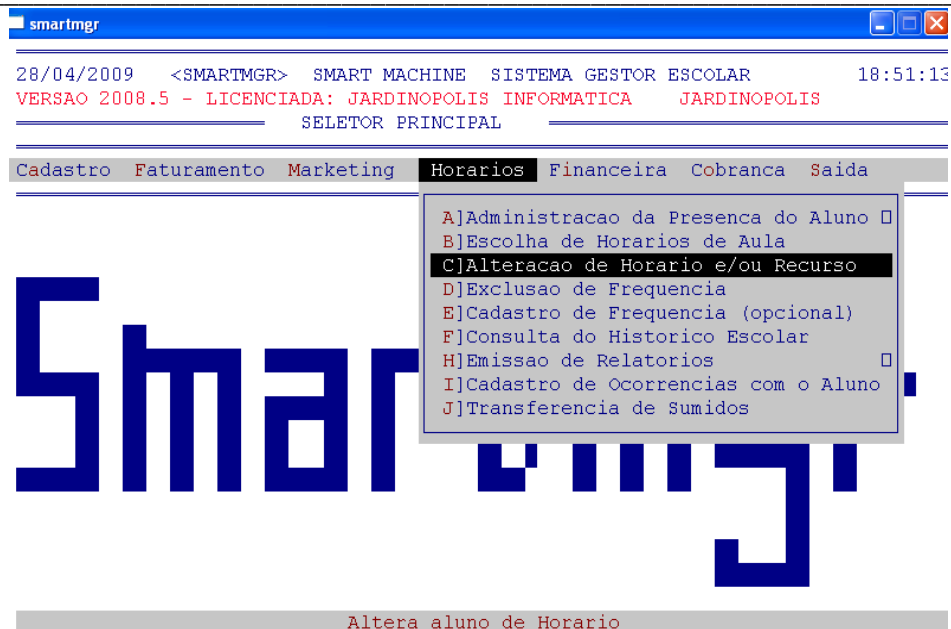 smartmgr
28/04/2009 <SMARTMGR> SMART MACHINE SISTEMA GESTOR ESCOLAR 18:51:13
VERSAO 2008.5 - LICENCIADA: JARDINOPOLIS INFORMATICA JARDINOPOLIS
SELETOR PRINCIPAL
Cadastro Faturamento Marketing Horarios Financeira Cobranca Saida
A]Administracao da Presenca do Aluno
B]Escolha de Horarios de Aula
C]Alteracao de Horario e/ou Recurso
D]Exclusao de Frequencia
E]Cadastro de Frequencia (opcional)
F]Consulta do Historico Escolar
H]Emissao de Relatorios
I]Cadastro de Ocorrencias com o Aluno
J]Transferencia de Sumidos
Smartmgr
Altera aluno de Horario